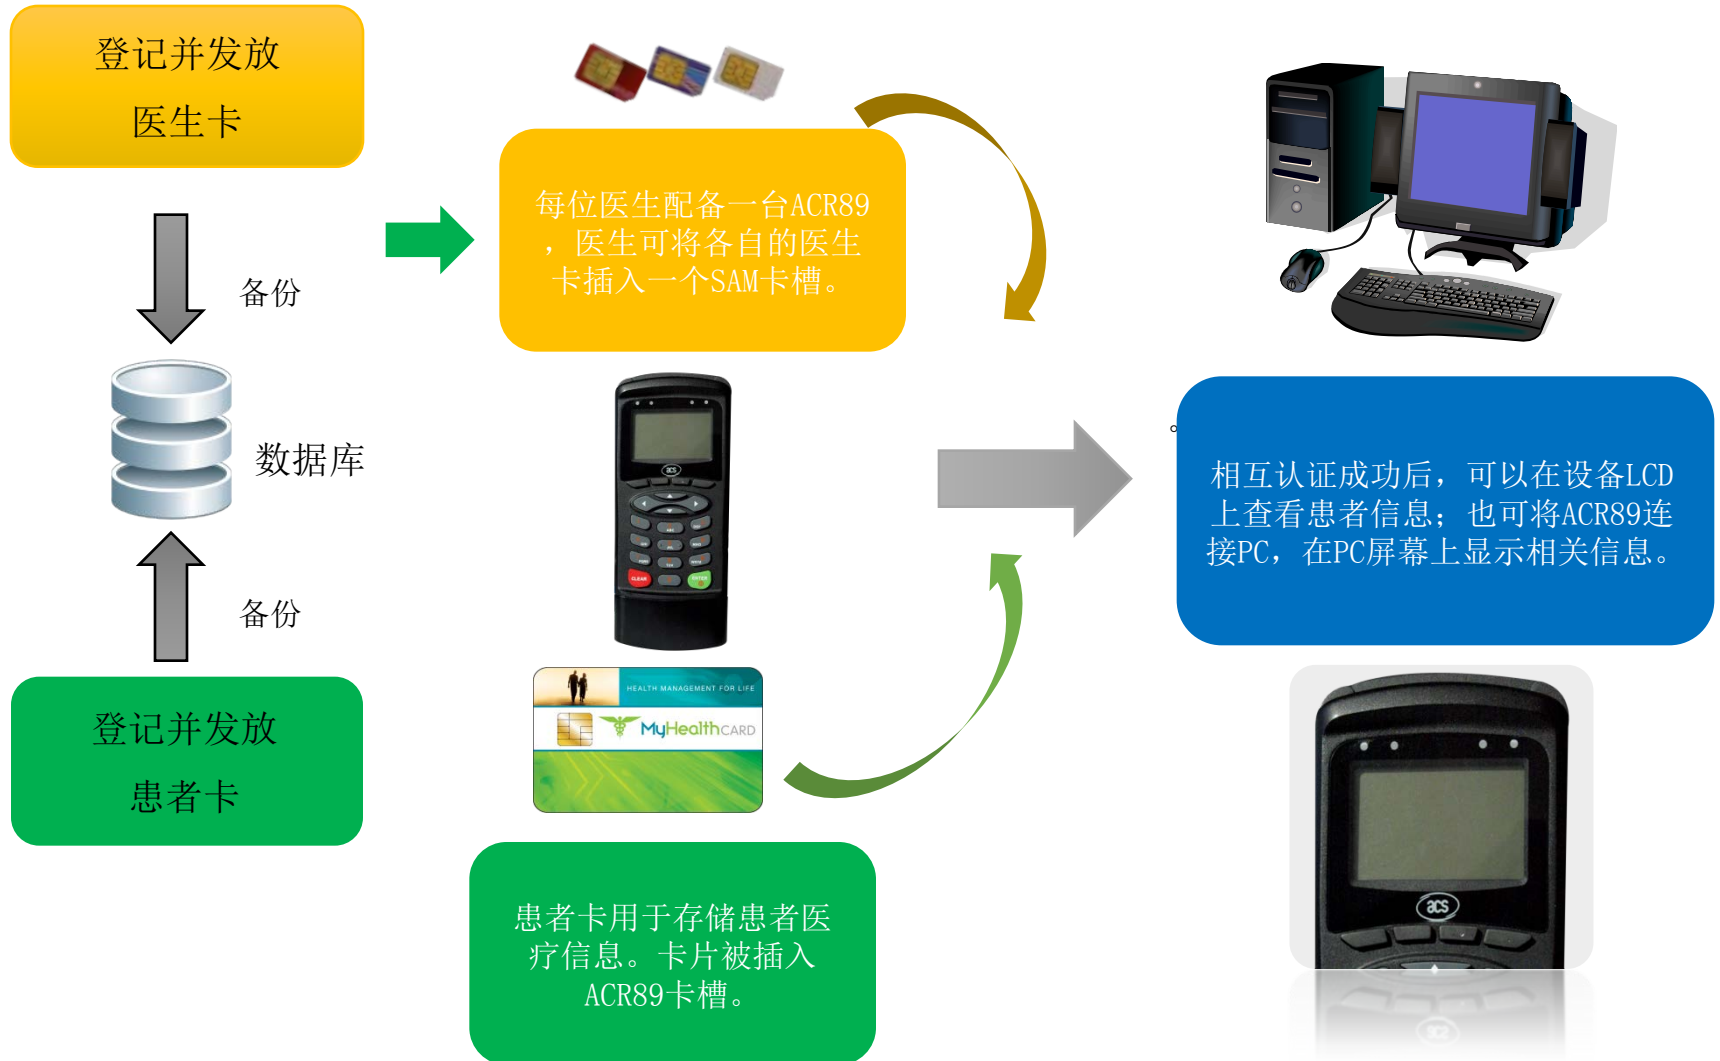 登记并发放
医生卡
备份
数据库
备份
登记并发放
患者卡
每位医生配备一台ACR89
，医生可将各自的医生
卡插入一个SAM卡槽。
acs
CLEAR
ENTER
HEALTH MANAGEMENT FOR LIFE
MyHealthCARD
患者卡用于存储患者医
疗信息。卡片被插入
ACR89卡槽。
。
相互认证成功后，可以在设备LCD
上查看患者信息；也可将ACR89连
接PC，在PC屏幕上显示相关信息。
acs